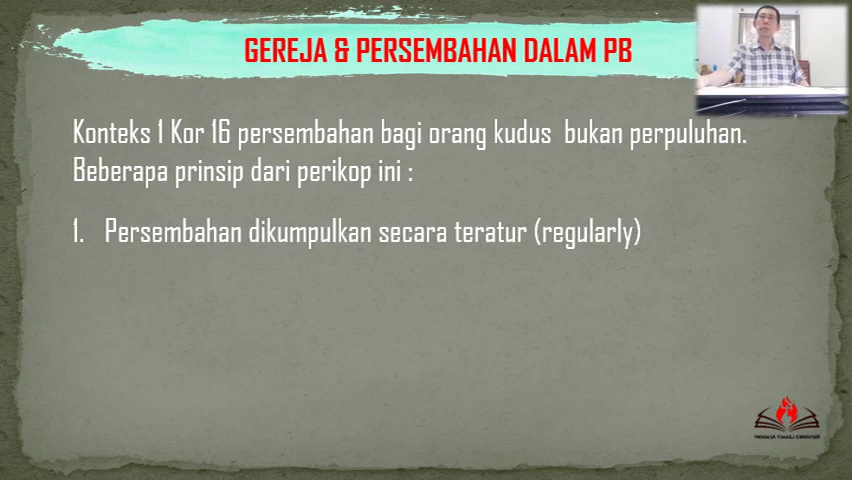 GEREJA & PERSEMBAHAN DALAM PB
Konteks 1 Kor 16 persembahan bagi orang kudus bukan perpuluhan.
Beberapa prinsip dari perikop ini :
1. Persembahan dikumpulkan secara teratur (regularly)